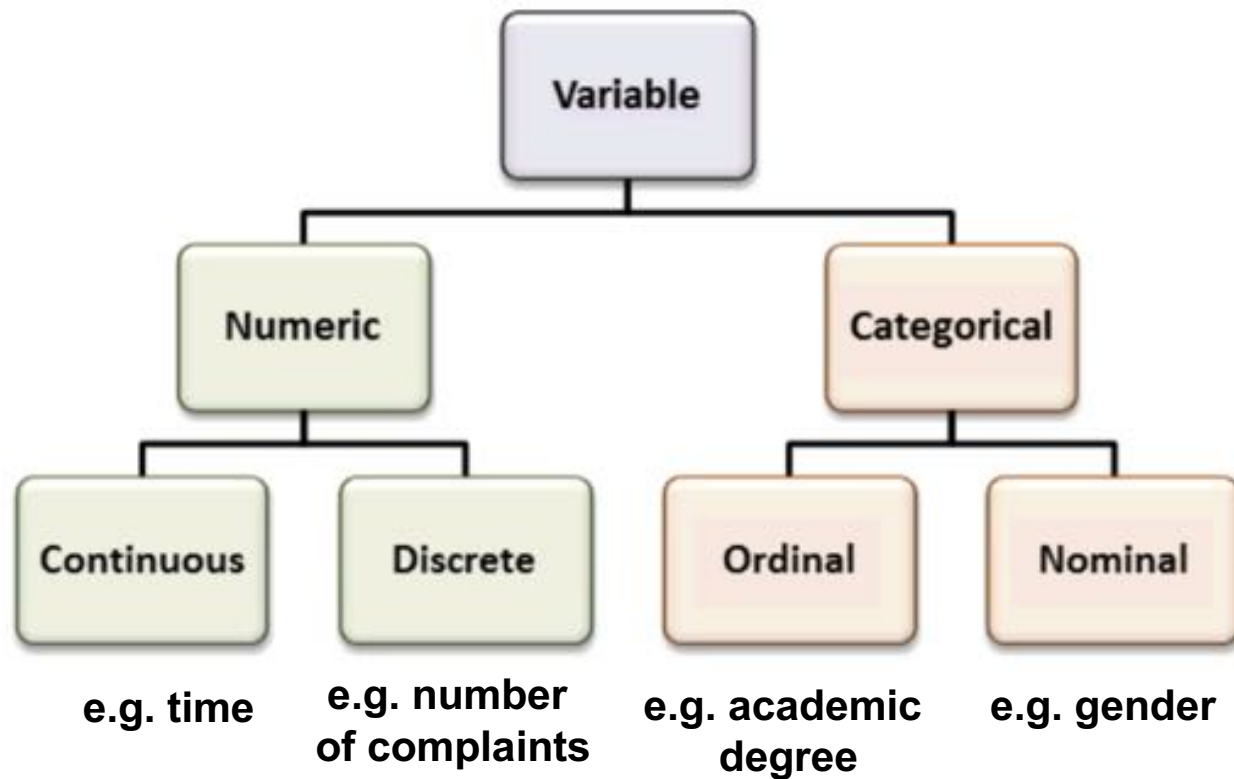 Variable
Numeric
Categorical
Continuous
Discrete
Ordinal
Nominal
e.g. time
e.g. number
of complaints
e.g. academic
degree
e.g. gender